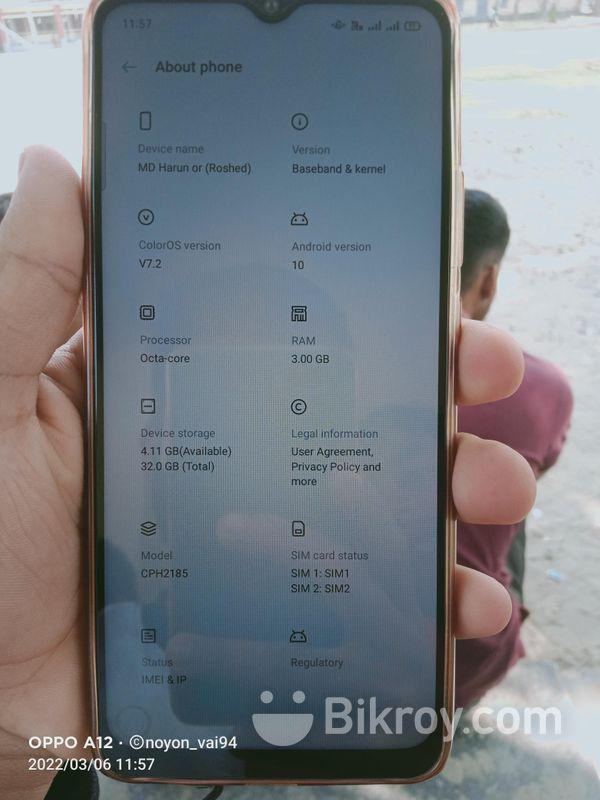 11:57
About phone
Device name
MD Harun or (Roshed)
Version
Baseband & kernel
ColorOS version
V7.2
Android version
10
Processor
Octa-core
RAM
3.00 GB
Device storage
4.11 GB(Available)
32.0 GB (Total)
Legal information
User Agreement,
Privacy Policy and
more
Model
CPH2185
SIM card status
SIM 1: SIM1
SIM 2: SIM2
Status
IMEI & IP
Regulatory
Bikroy.com
OPPO A12 · ©noyon_vai94
2022/03/06 11:57